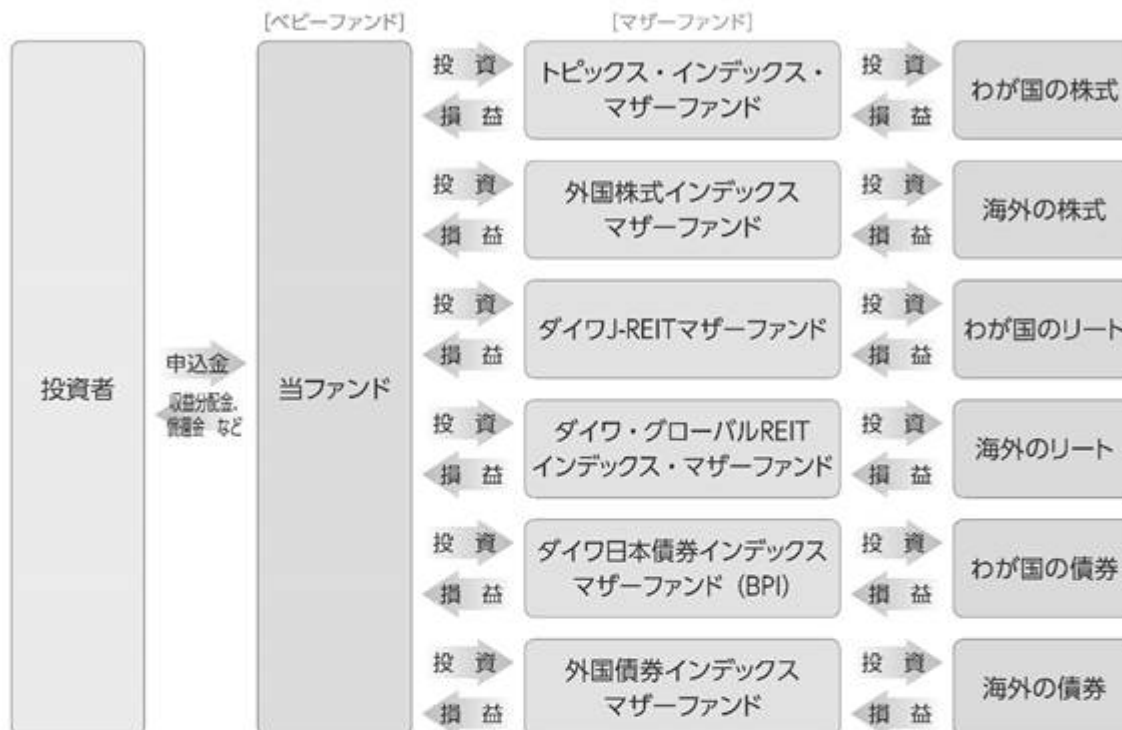 [ベビーファンド]
[マザーファンド]
投資者
申込金
収益分配金、
償還金 など
当ファンド
投 資
損 益
トピックス・インデックス・
マザーファンド
投 資
損 益
わが国の株式
投 資
損 益
外国株式インデックス
マザーファンド
投 資
損 益
海外の株式
投 資
損 益
ダイワJ-REITマザーファンド
投 資
損 益
わが国のリート
投 資
損 益
ダイワ・グローバルREIT
インデックス・マザーファンド
投 資
損 益
海外のリート
投 資
損 益
ダイワ日本債券インデックス
マザーファンド（BPI）
投 資
損 益
わが国の債券
投 資
損 益
外国債券インデックス
マザーファンド
投 資
損 益
海外の債券